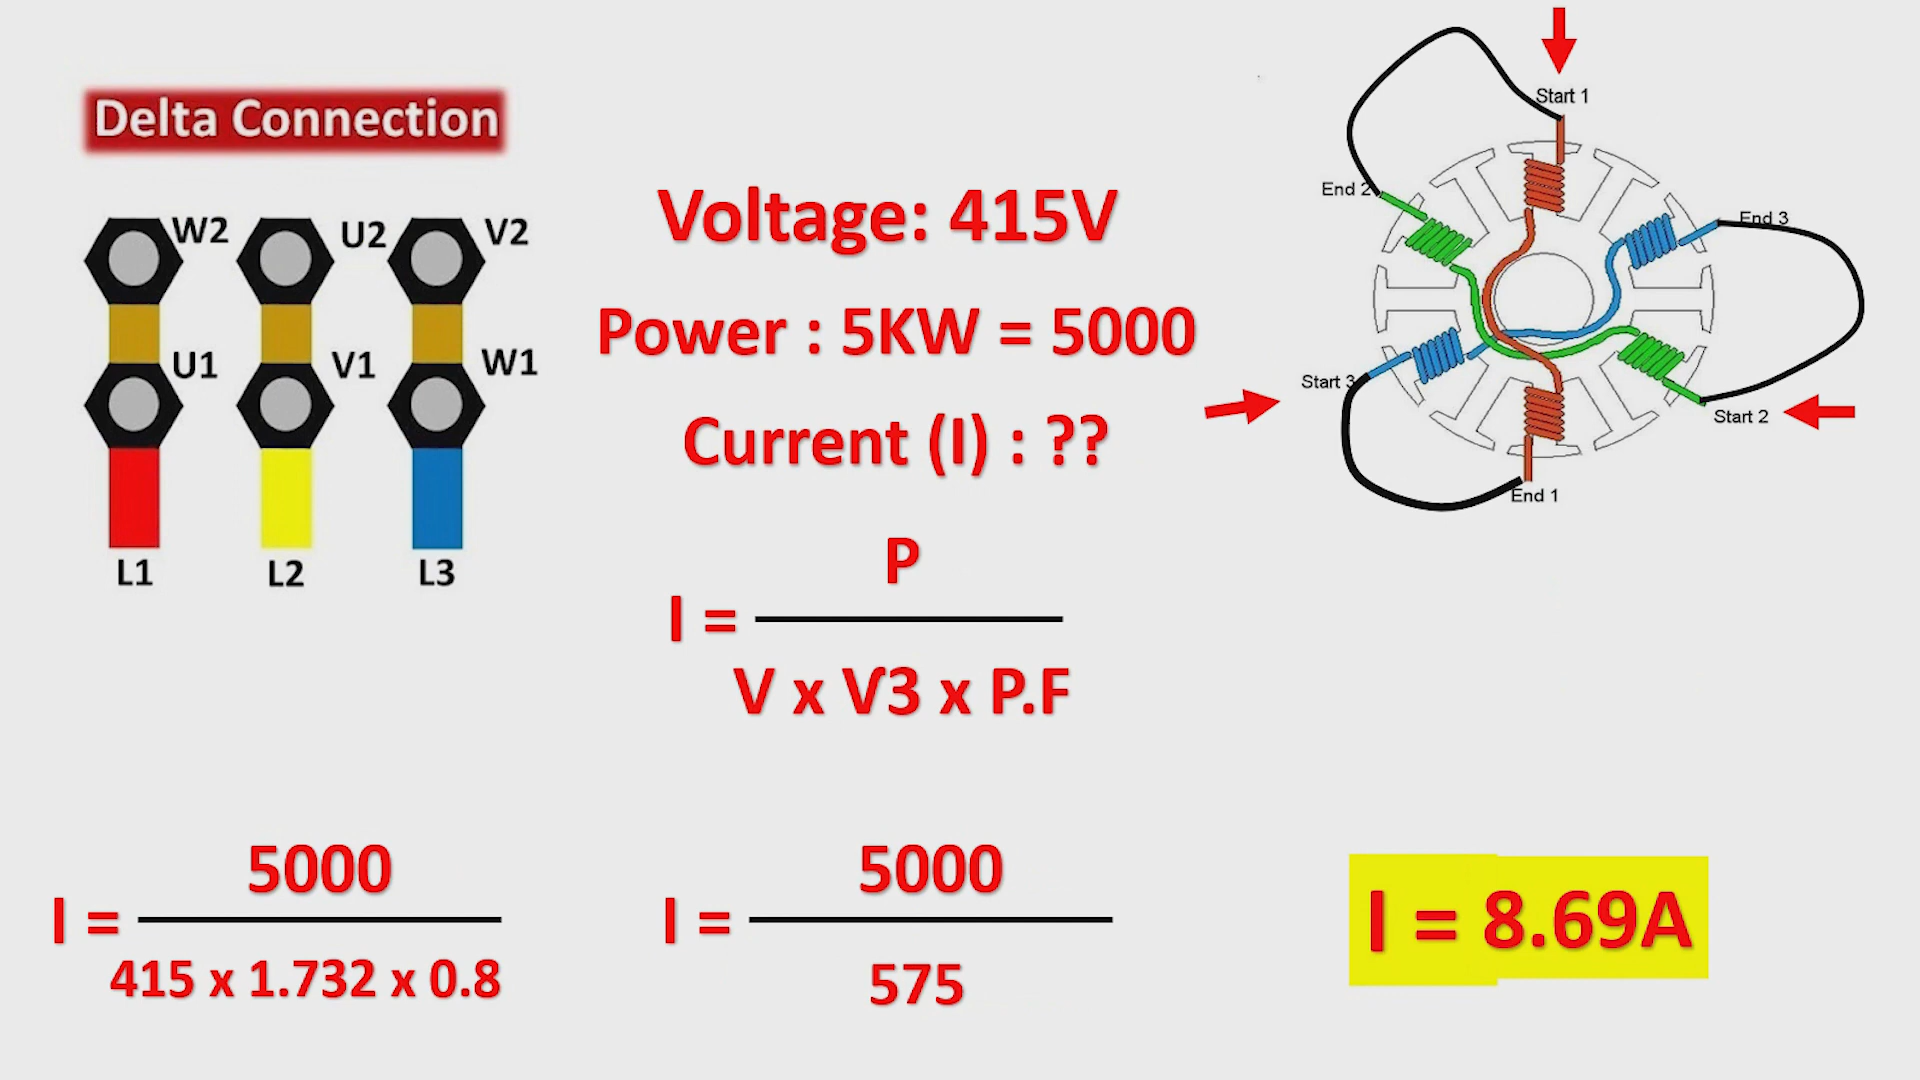 Delta Connection
W2 U2 V2
U1 V1 W1
L1 L2 L3
Voltage: 415V
Power : 5KW = 5000
Current (I) : ??
P
I =
V x √3 x P.F
Start 1
End 2
End 3
Start 3
Start 2
End 1
5000
I =
415 x 1.732 x 0.8
5000
I =
575
I = 8.69A